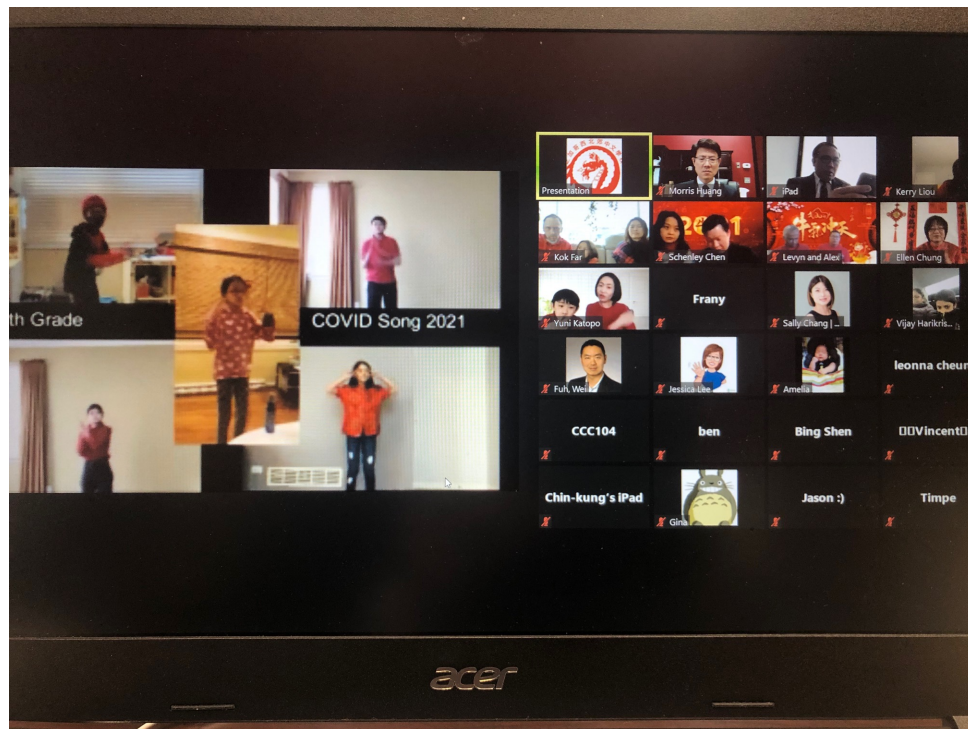 th Grade
COVID Song 2021
Presentation
Morris Huang
iPad
Kerry Liou
Kok Far
Schenley Chen
Levyn and Alex
Ellen Chung
Yuni Katopo
Frany
Sally Chang | ...
Vijay Harikris...
Fuh, Wei
Jessica Lee
Amelia
leonna cheun
CCC104
ben
Bing Shen
Vincent
Chin-kung's iPad
Gina
Jason :)
Timpe
acer